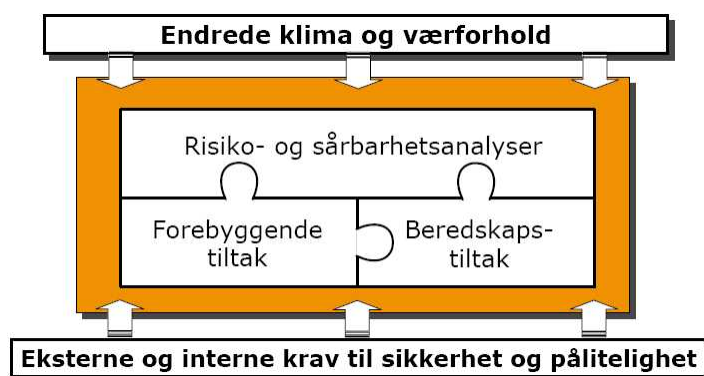 Endrede klima og værforhold
Risiko- og sårbarhetsanalyser
Forebyggende
tiltak
Beredskaps-
tiltak
Eksterne og interne krav til sikkerhet og pålitelighet